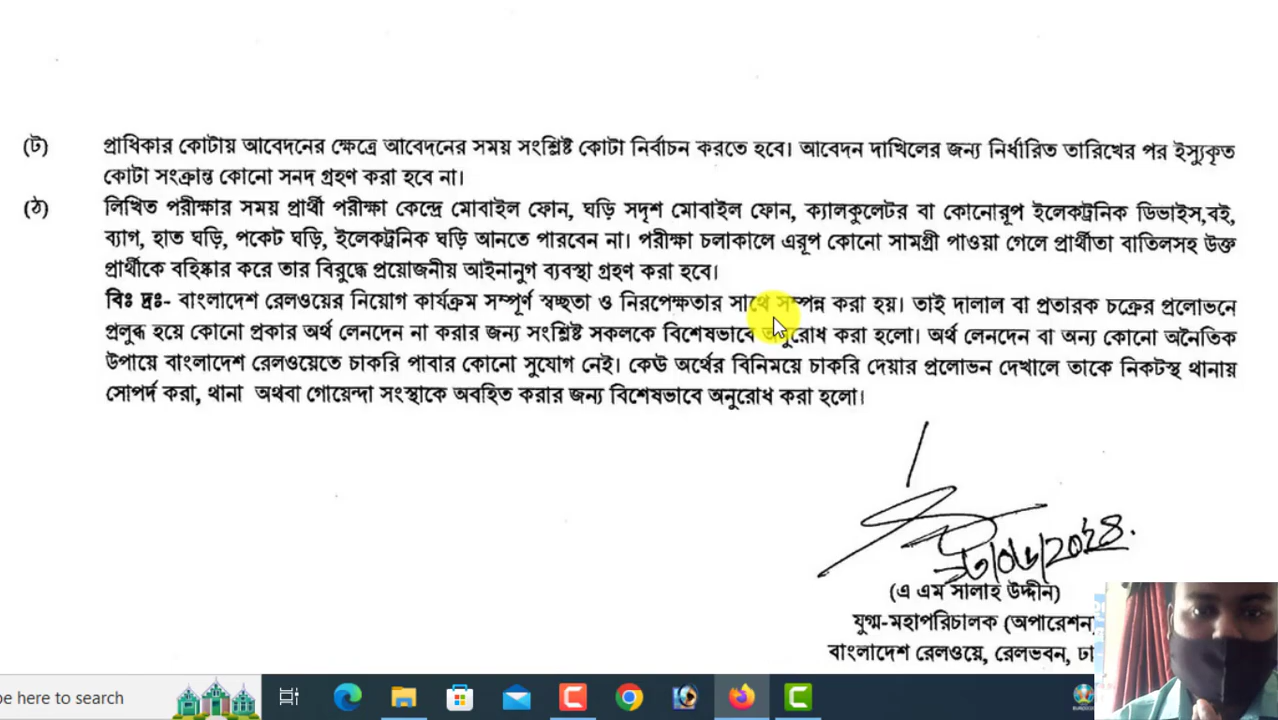 (ট) প্রাধিকার কোটায় আবেদনের ক্ষেত্রে আবেদনের সময় সংশ্লিষ্ট কোটা নির্বাচন করতে হবে। আবেদন দাখিলের জন্য নির্ধারিত তারিখের পর ইস্যুকৃত
কোটা সংক্রান্ত কোনো সনদ গ্রহণ করা হবে না।
(ঠ) লিখিত পরীক্ষার সময় প্রার্থী পরীক্ষা কেন্দ্রে মোবাইল ফোন, ঘড়ি সদৃশ মোবাইল ফোন, ক্যালকুলেটর বা কোনোরূপ ইলেকট্রনিক ডিভাইস,বই,
ব্যাগ, হাত ঘড়ি, পকেট ঘড়ি, ইলেকট্রনিক ঘড়ি আনতে পারবেন না। পরীক্ষা চলাকালে এরূপ কোনো সামগ্রী পাওয়া গেলে প্রার্থীতা বাতিলসহ উক্ত
প্রার্থীকে বহিষ্কার করে তার বিরুদ্ধে প্রয়োজনীয় আইনানুগ ব্যবস্থা গ্রহণ করা হবে।
বিঃ দ্রঃ- বাংলাদেশ রেলওয়ের নিয়োগ কার্যক্রম সম্পূর্ণ স্বচ্ছতা ও নিরপেক্ষতার সাথে সম্পন্ন করা হয়। তাই দালাল বা প্রতারক চক্রের প্রলোভনে
প্রলুব্ধ হয়ে কোনো প্রকার অর্থ লেনদেন না করার জন্য সংশ্লিষ্ট সকলকে বিশেষভাবে অনুরোধ করা হলো। অর্থ লেনদেন বা অন্য কোনো অনৈতিক
উপায়ে বাংলাদেশ রেলওয়েতে চাকরি পাবার কোনো সুযোগ নেই। কেউ অর্থের বিনিময়ে চাকরি দেয়ার প্রলোভন দেখালে তাকে নিকটস্থ থানায়
সোপর্দ করা, থানা অথবা গোয়েন্দা সংস্থাকে অবহিত করার জন্য বিশেষভাবে অনুরোধ করা হলো।
(এ এম সালাহ উদ্দীন)
যুগ্ম-মহাপরিচালক (অপারেশন)
বাংলাদেশ রেলওয়ে, রেলভবন, ঢা
pe here to search